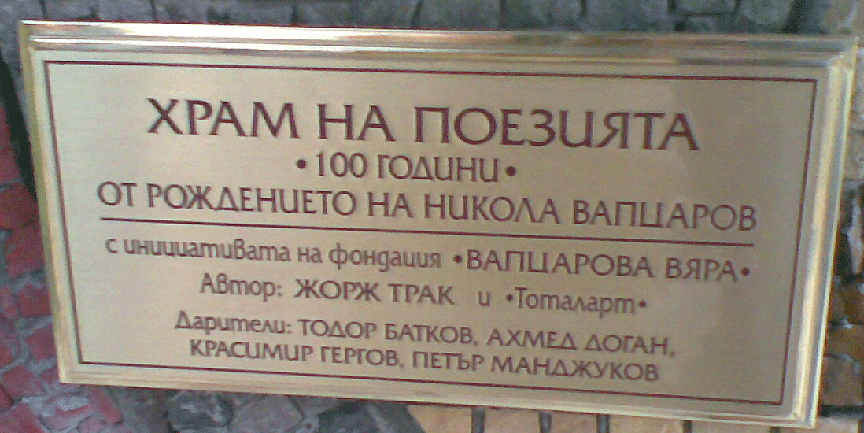 ХРАМ НА ПОЕЗИЯТА
•100 ГОДИНИ•
ОТ РОЖДЕНИЕТО НА НИКОЛА ВАПЦАРОВ
с инициативата на фондация •ВАПЦАРОВА ВЯРА•
Автор: ЖОРЖ ТРАК и •Тоталарт•
Дарители: ТОДОР БАТКОВ, АХМЕД ДОГАН,
КРАСИМИР ГЕРГОВ, ПЕТЪР МАНДЖУКОВ